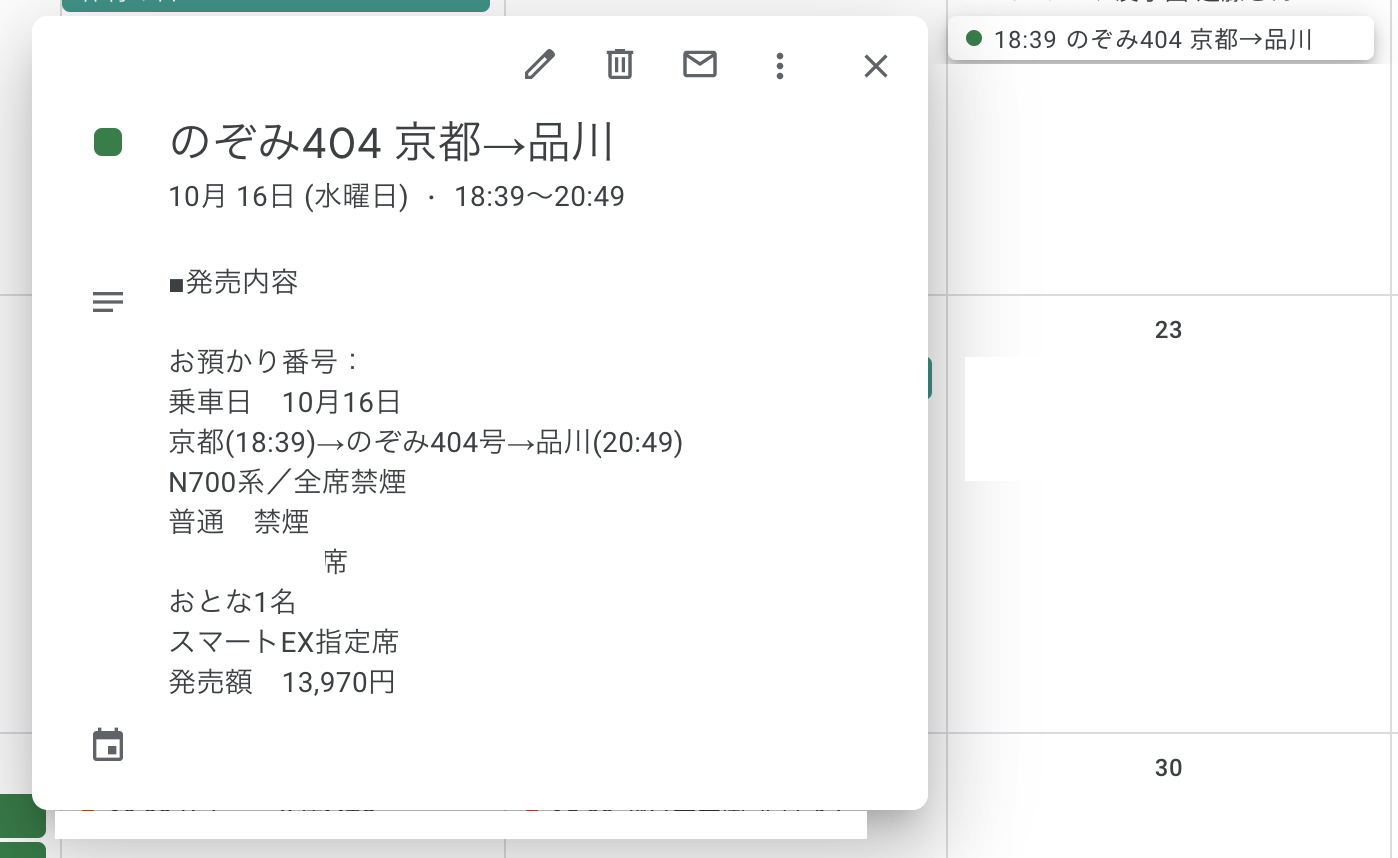 18:39 のぞみ404 京都→品川
のぞみ404 京都→品川
10月 16日 (水曜日) ・ 18:39～20:49
■発売内容
お預かり番号：
乗車日　10月16日
京都(18:39)→のぞみ404号→品川(20:49)
N700系／全席禁煙
普通　禁煙
席
おとな1名
スマートEX指定席
発売額　13,970円
23
30